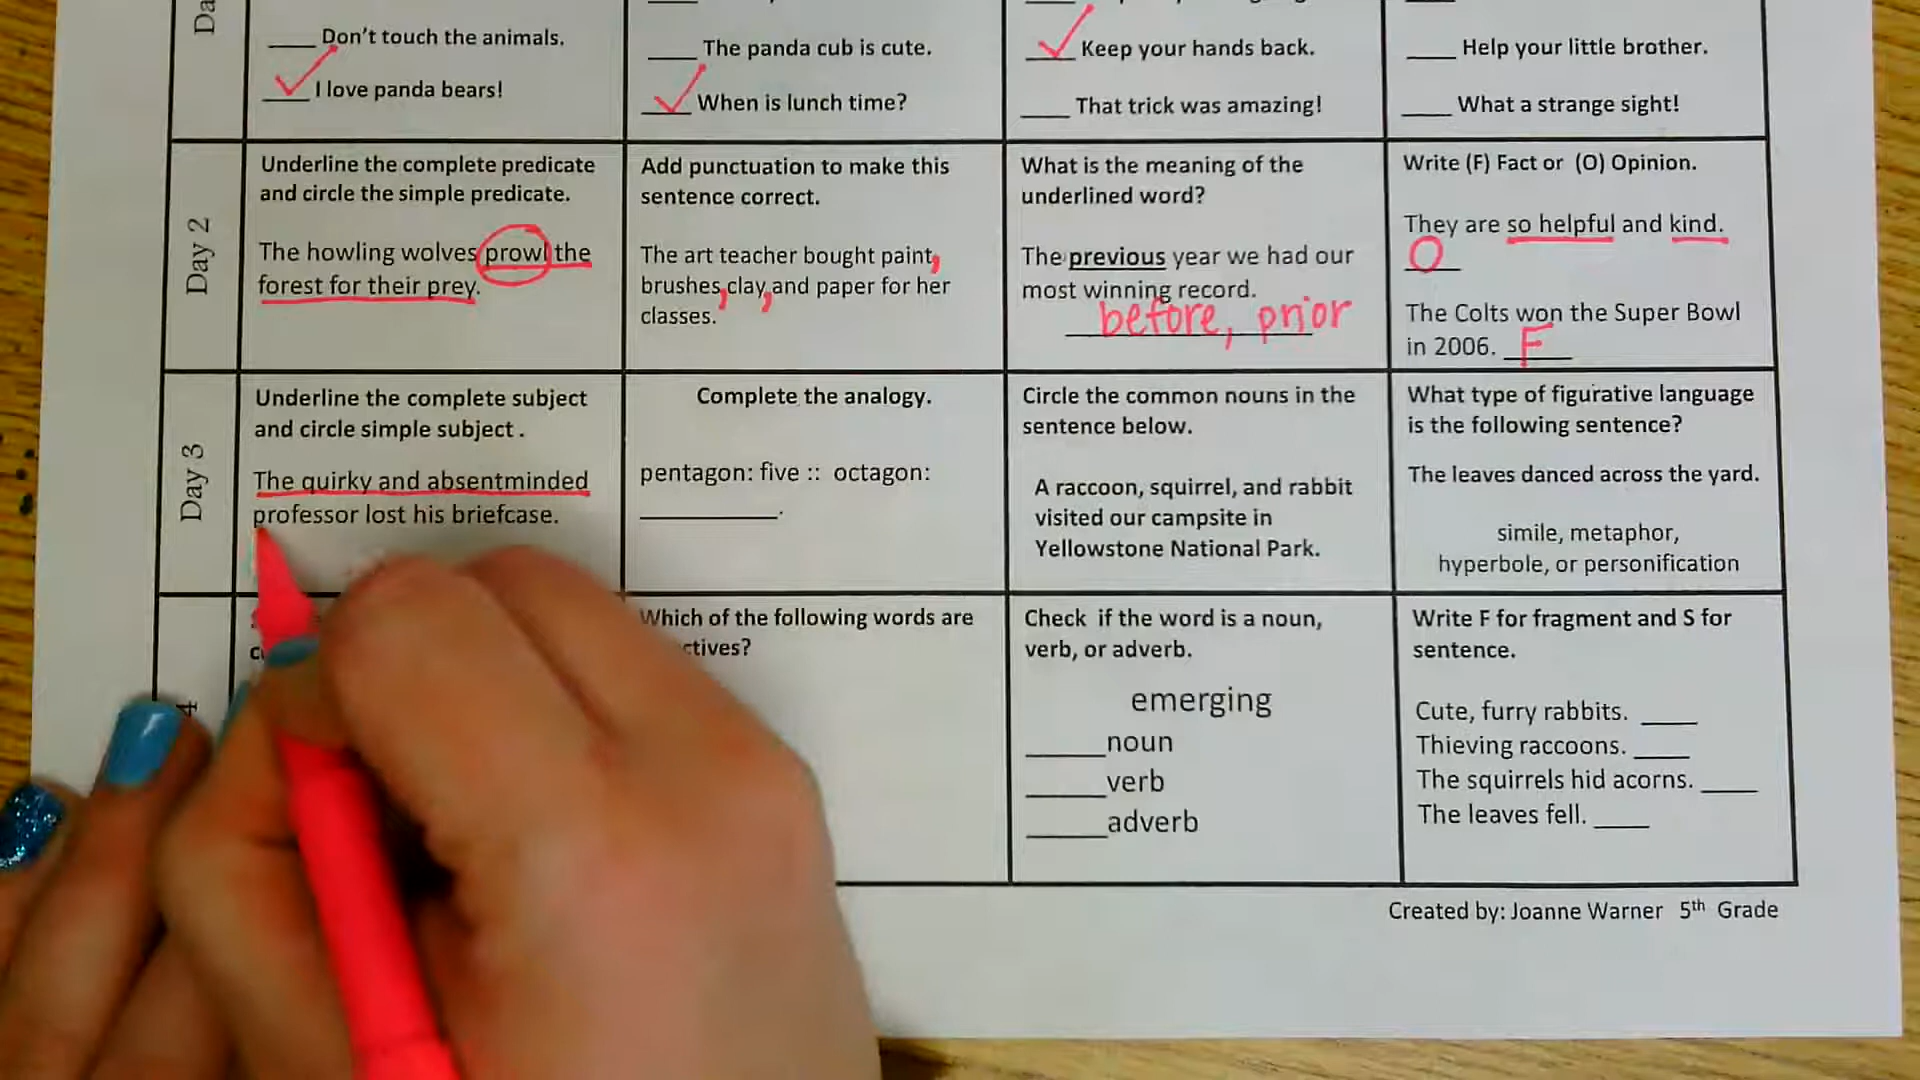 Don't touch the animals.
I love panda bears!
The panda cub is cute.
When is lunch time?
Keep your hands back.
That trick was amazing!
Help your little brother.
What a strange sight!
Day 2
Underline the complete predicate
and circle the simple predicate.
The howling wolves prowl the
forest for their prey.
Add punctuation to make this
sentence correct.
The art teacher bought paint,
brushes, clay, and paper for her
classes.
What is the meaning of the
underlined word?
The previous year we had our
most winning record.
before, prior
Write (F) Fact or (O) Opinion.
They are so helpful and kind.
O
The Colts won the Super Bowl
in 2006. F
Day 3
Underline the complete subject
and circle simple subject .
The quirky and absentminded
professor lost his briefcase.
Complete the analogy.
pentagon: five :: octagon:
____________.
Circle the common nouns in the
sentence below.
A raccoon, squirrel, and rabbit
visited our campsite in
Yellowstone National Park.
What type of figurative language
is the following sentence?
The leaves danced across the yard.
simile, metaphor,
hyperbole, or personification
Which of the following words are
Check if the word is a noun,
verb, or adverb.
emerging
noun
verb
adverb
Write F for fragment and S for
sentence.
Cute, furry rabbits. ____
Thieving raccoons. ____
The squirrels hid acorns. ____
The leaves fell. ____
Created by: Joanne Warner 5th Grade